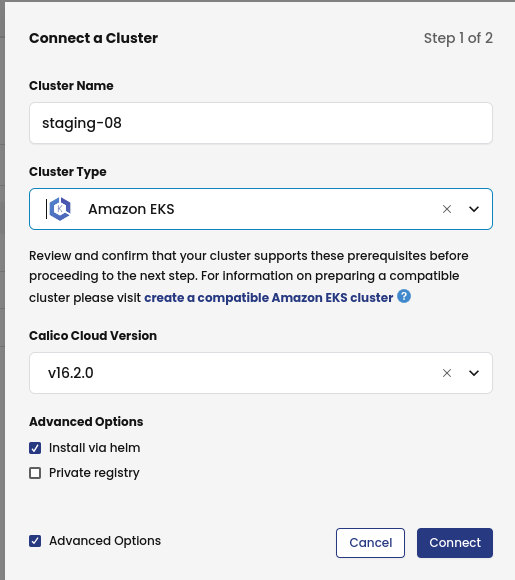 Connect a Cluster
Step 1 of 2
Cluster Name
staging-08
Cluster Type
Amazon EKS
Review and confirm that your cluster supports these prerequisites before
proceeding to the next step. For information on preparing a compatible
cluster please visit create a compatible Amazon EKS cluster ?
Calico Cloud Version
v16.2.0
Advanced Options
Install via helm
Private registry
Advanced Options
Cancel
Connect